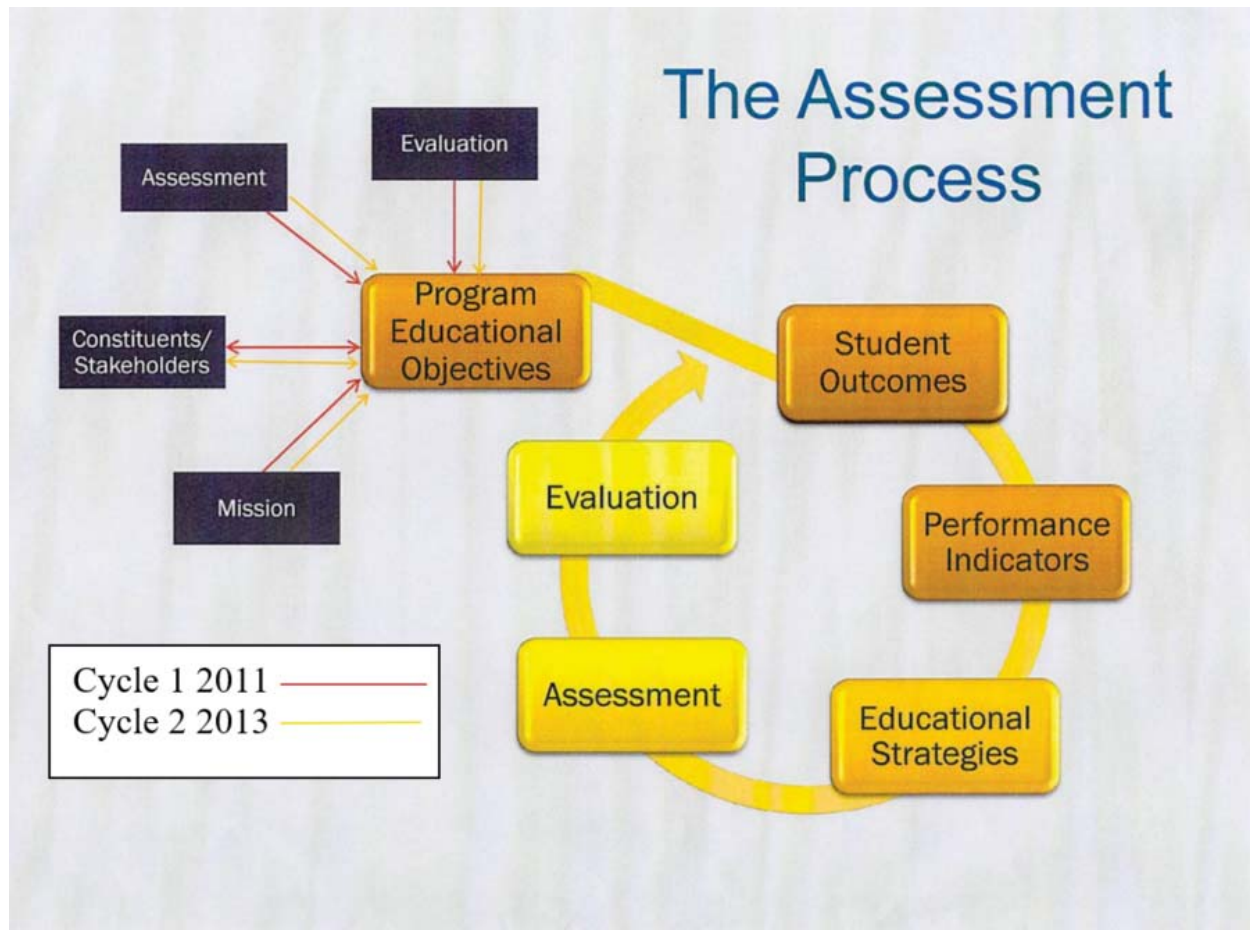 The Assessment
Process
Evaluation
Assessment
Constituents/
Stakeholders
Mission
Program
Educational
Objectives
Student
Outcomes
Performance
Indicators
Educational
Strategies
Assessment
Evaluation
Cycle 1 2011
Cycle 2 2013